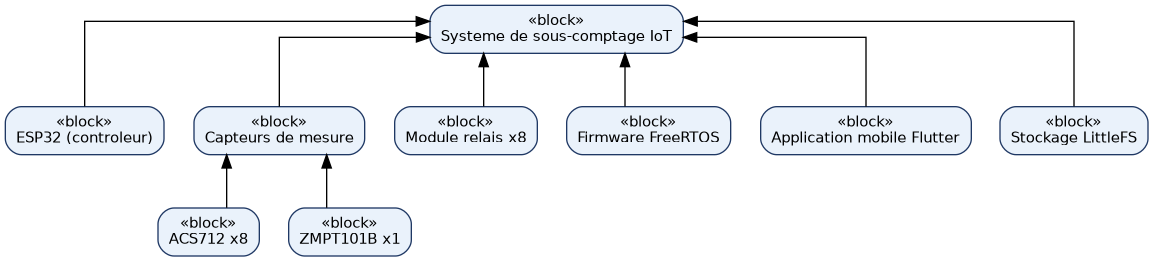 «block»
Systeme de sous-comptage IoT
«block»
ESP32 (controleur)
«block»
Capteurs de mesure
«block»
Module relais x8
«block»
Firmware FreeRTOS
«block»
Application mobile Flutter
«block»
Stockage LittleFS
«block»
ACS712 x8
«block»
ZMPT101B x1